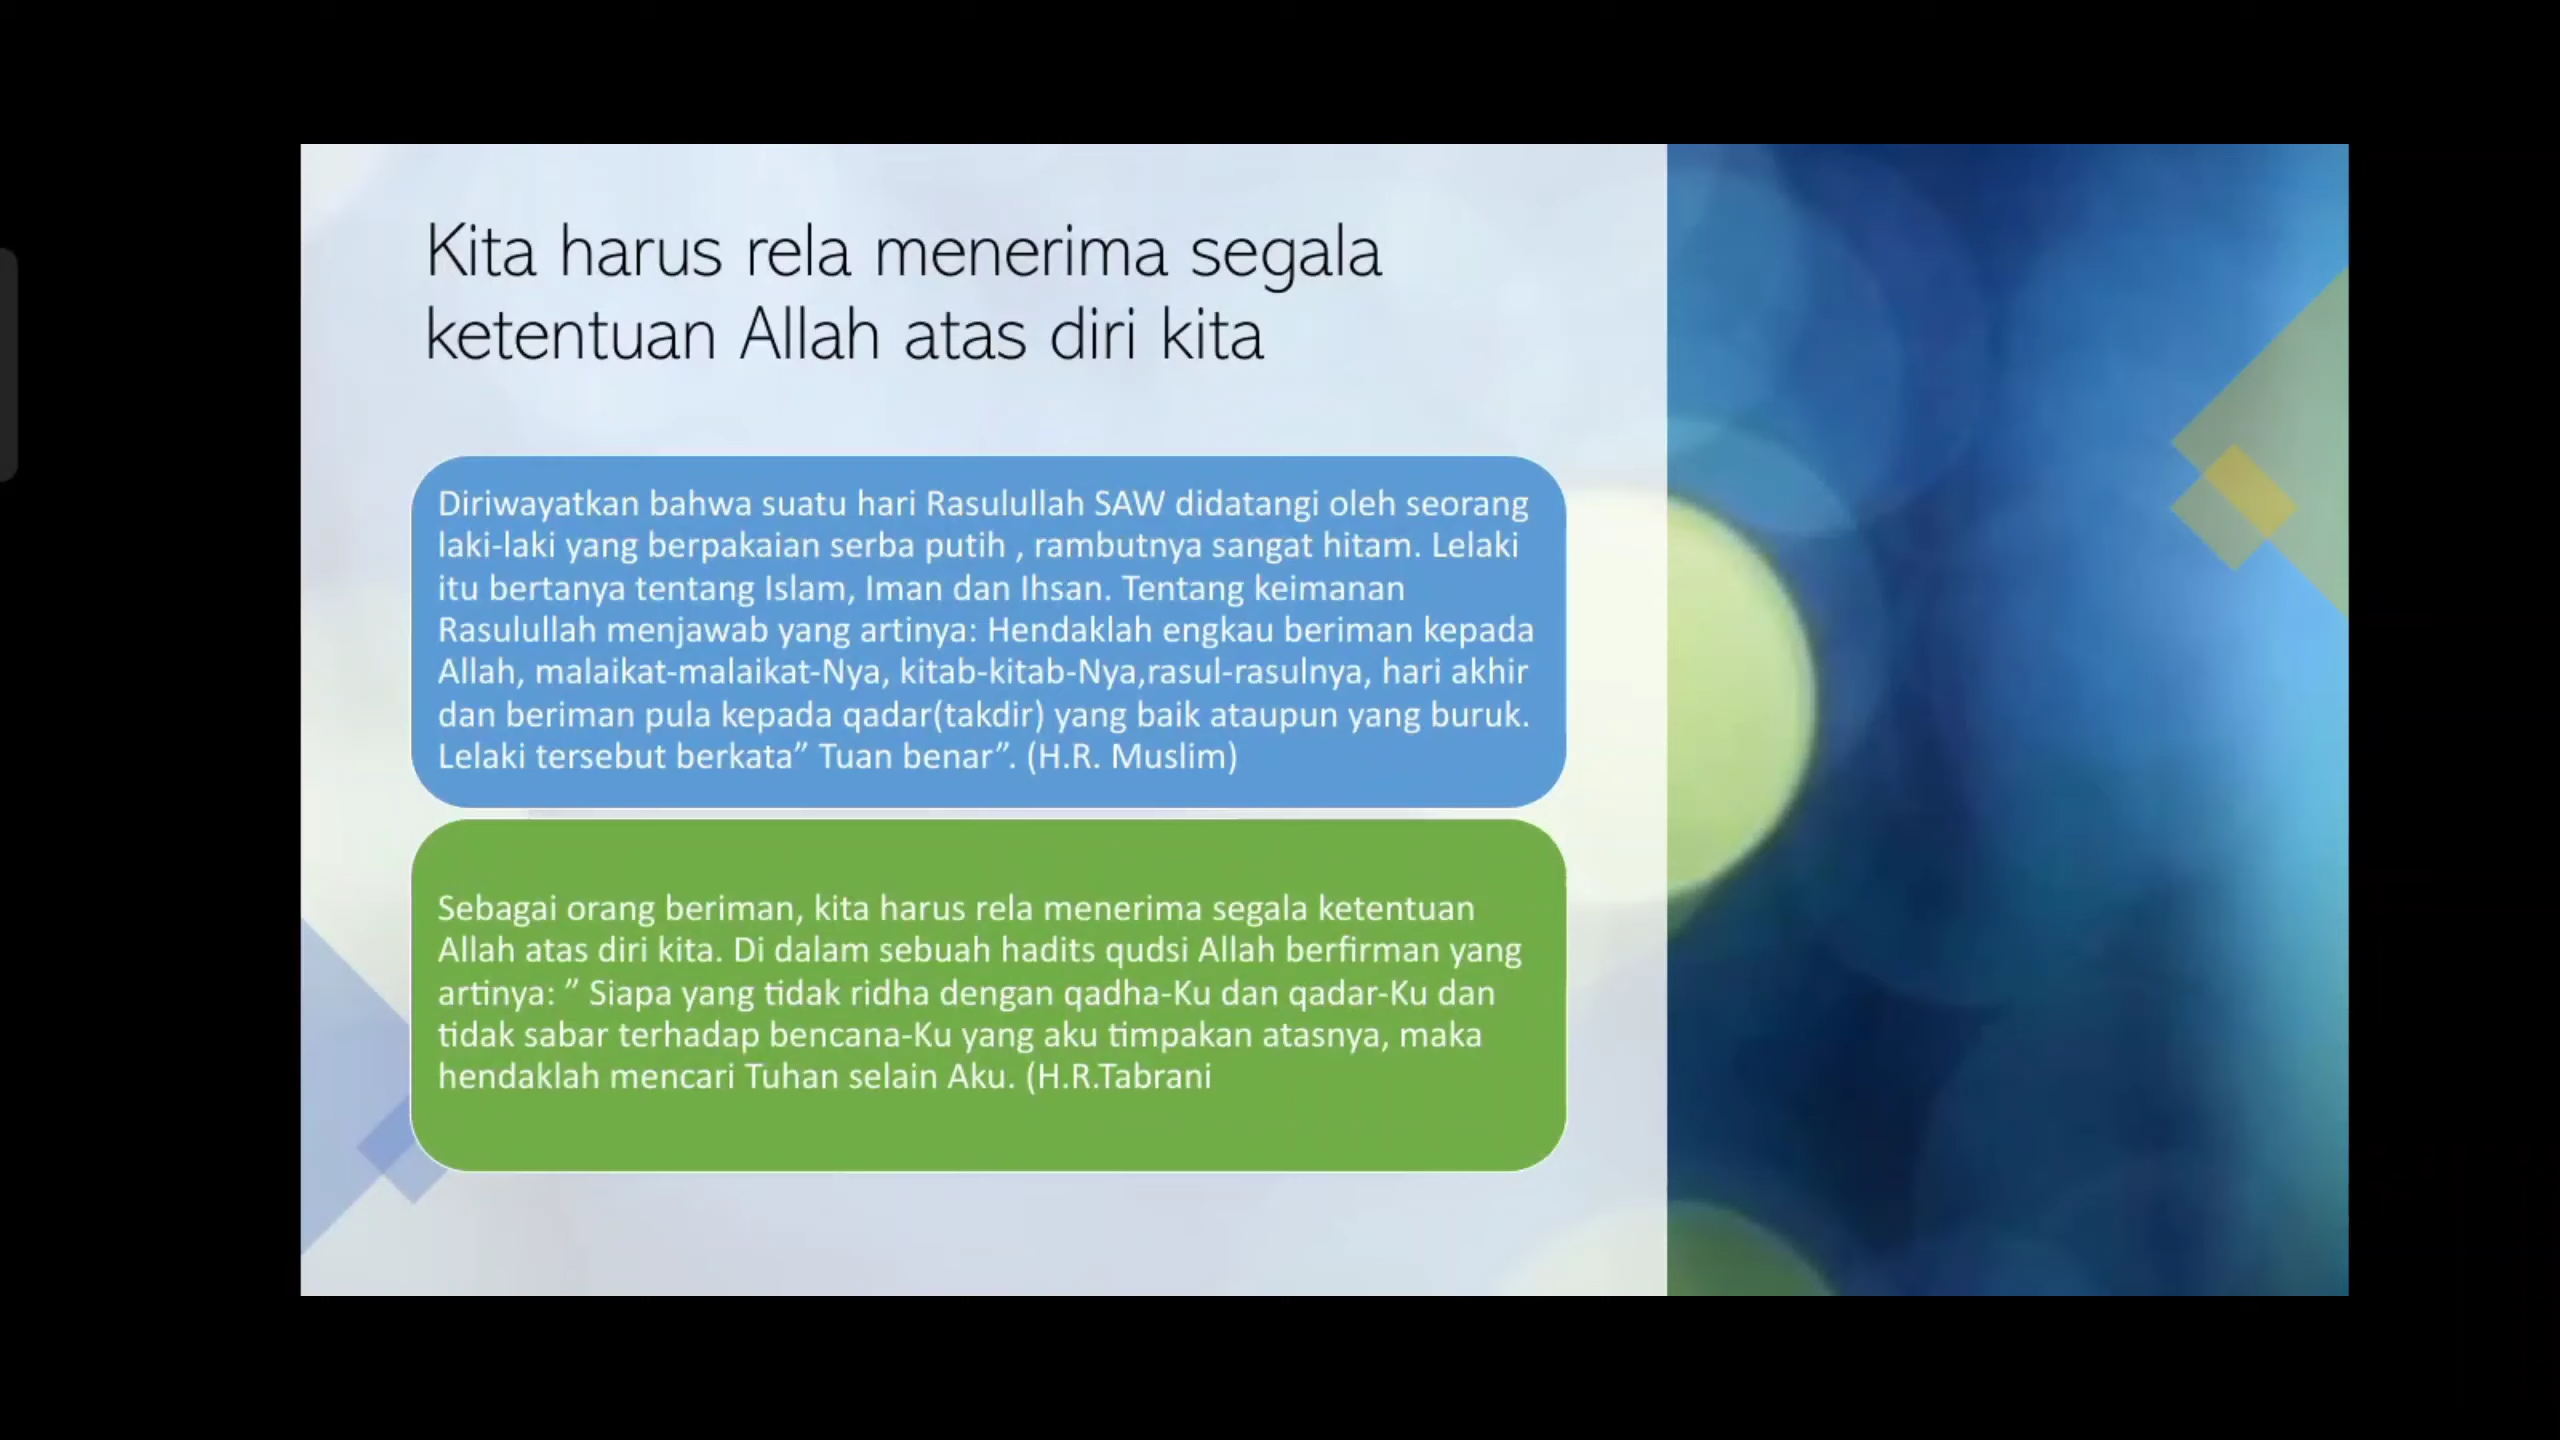 Kita harus rela menerima segala
ketentuan Allah atas diri kita
Diriwayatkan bahwa suatu hari Rasulullah SAW didatangi oleh seorang
laki-laki yang berpakaian serba putih , rambutnya sangat hitam. Lelaki
itu bertanya tentang Islam, Iman dan Ihsan. Tentang keimanan
Rasulullah menjawab yang artinya: Hendaklah engkau beriman kepada
Allah, malaikat-malaikat-Nya, kitab-kitab-Nya,rasul-rasulnya, hari akhir
dan beriman pula kepada qadar(takdir) yang baik ataupun yang buruk.
Lelaki tersebut berkata” Tuan benar”. (H.R. Muslim)
Sebagai orang beriman, kita harus rela menerima segala ketentuan
Allah atas diri kita. Di dalam sebuah hadits qudsi Allah berfirman yang
artinya: ” Siapa yang tidak ridha dengan qadha-Ku dan qadar-Ku dan
tidak sabar terhadap bencana-Ku yang aku timpakan atasnya, maka
hendaklah mencari Tuhan selain Aku. (H.R.Tabrani